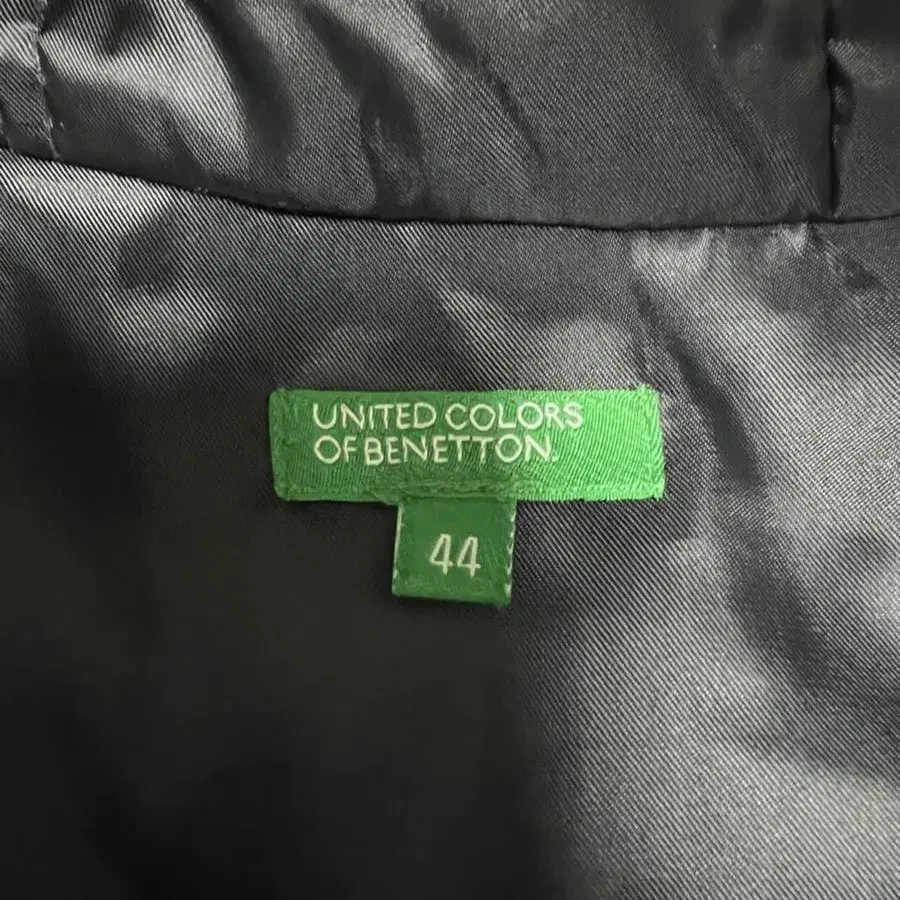 UNITED COLORS
OF BENETTON.
44